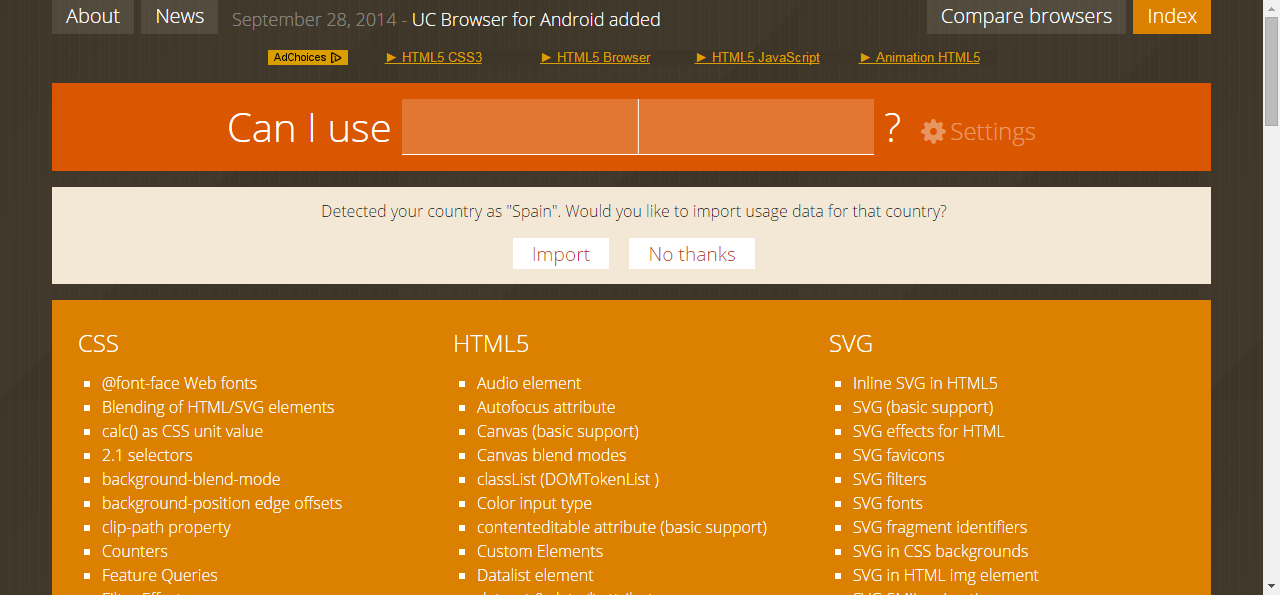 About News September 28, 2014 - UC Browser for Android added Compare browsers Index
AdChoices ► HTML5 CSS3 ► HTML5 Browser ► HTML5 JavaScript ► Animation HTML5
Can I use ? Settings
Detected your country as "Spain". Would you like to import usage data for that country?
Import No thanks
CSS
@font-face Web fonts
Blending of HTML/SVG elements
calc() as CSS unit value
2.1 selectors
background-blend-mode
background-position edge offsets
clip-path property
Counters
Feature Queries
HTML5
Audio element
Autofocus attribute
Canvas (basic support)
Canvas blend modes
classList (DOMTokenList )
Color input type
contenteditable attribute (basic support)
Custom Elements
Datalist element
SVG
Inline SVG in HTML5
SVG (basic support)
SVG effects for HTML
SVG favicons
SVG filters
SVG fonts
SVG fragment identifiers
SVG in CSS backgrounds
SVG in HTML img element